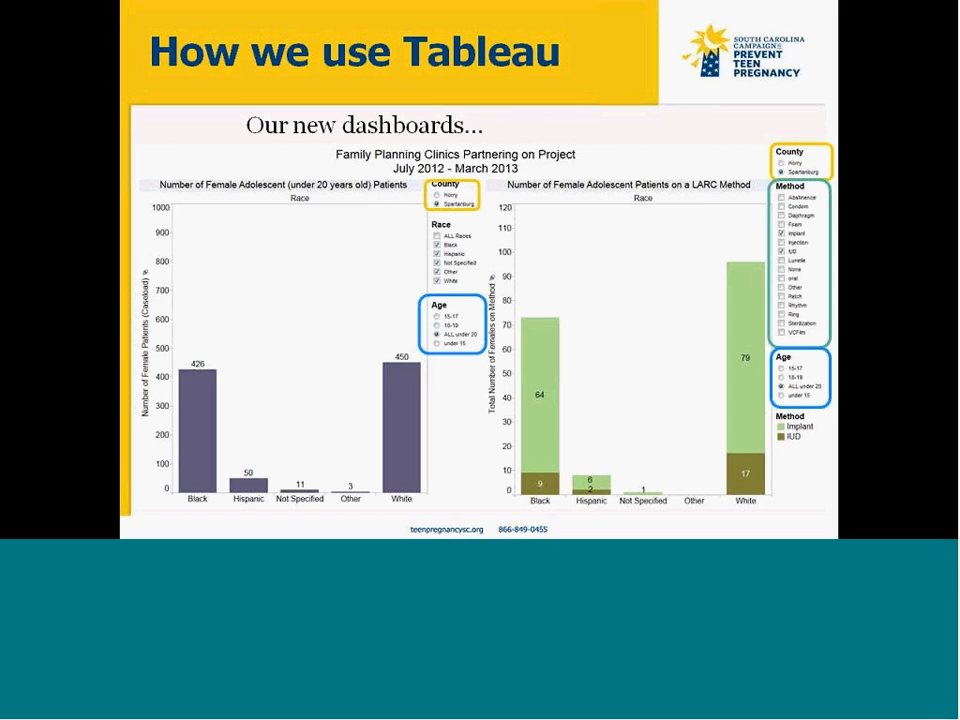 How we use Tableau
SOUTH CAROLINA
CAMPAIGN TO
PREVENT
TEEN
PREGNANCY
Our new dashboards...
Family Planning Clinics Partnering on Project
July 2012 - March 2013
Number of Female Adolescent (under 20 years old) Patients
Race
Number of Female Patients (Caseload)
1000
900
800
700
600
500
400
300
200
100
0
426
50
11
3
450
Black
Hispanic
Not Specified
Other
White
County
Horry
Spartanburg
Race
ALL Races
Black
Hispanic
Not Specified
Other
White
Age
15-17
18-19
ALL under 20
under 15
Number of Female Adolescent Patients on a LARC Method
Race
Total Number of Females on Method
120
110
100
90
80
70
60
50
40
30
20
10
0
64
9
6
2
1
79
17
Black
Hispanic
Not Specified
Other
White
County
Horry
Spartanburg
Method
Abstinence
Condom
Diaphragm
Foam
Implant
Injection
IUD
Lunelle
None
oral
Other
Patch
Rhythm
Ring
Sterilization
VCFilm
Age
15-17
18-19
ALL under 20
under 15
Method
Implant
IUD
teenpregnancysc.org 866-849-0455